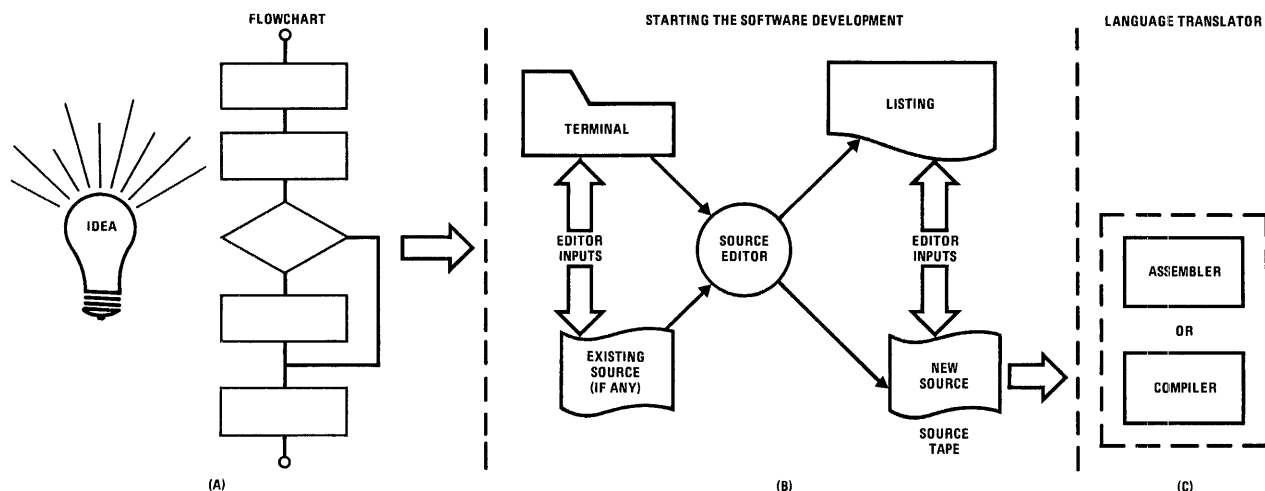 FLOWCHART
IDEA
(A)
STARTING THE SOFTWARE DEVELOPMENT
TERMINAL
LISTING
EDITOR
INPUTS
SOURCE
EDITOR
EDITOR
INPUTS
EXISTING
SOURCE
(IF ANY)
NEW
SOURCE
SOURCE
TAPE
(B)
LANGUAGE TRANSLATOR
ASSEMBLER
OR
COMPILER
(C)